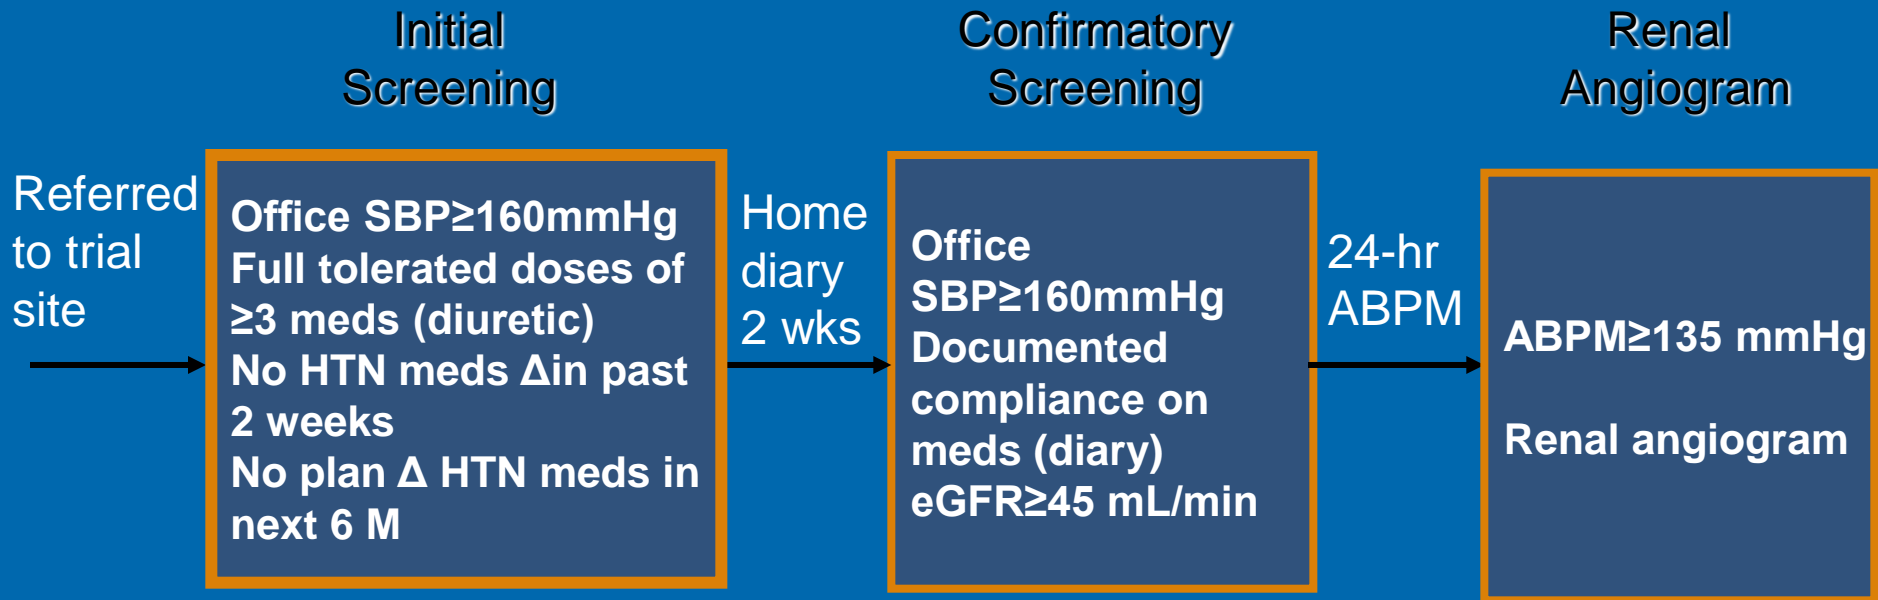 Initial
Screening
Confirmatory
Screening
Renal
Angiogram
Referred
to trial
site
Office SBP≥160mmHg
Full tolerated doses of
≥3 meds (diuretic)
No HTN meds Δin past
2 weeks
No plan Δ HTN meds in
next 6 M
Home
diary
2 wks
Office
SBP≥160mmHg
Documented
compliance on
meds (diary)
eGFR≥45 mL/min
24-hr
ABPM
ABPM≥135 mmHg
Renal angiogram